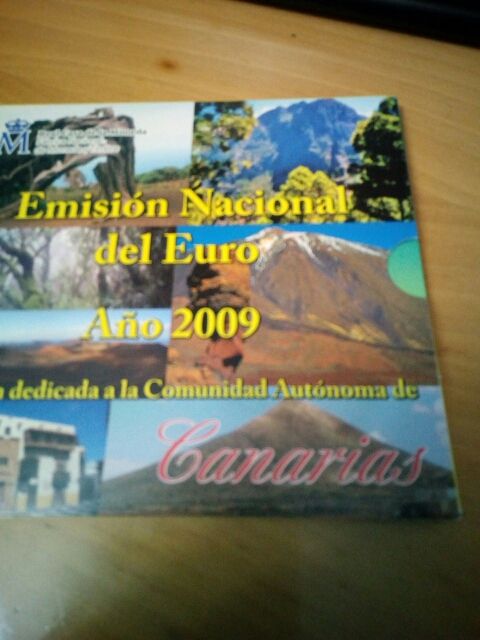 M
Emisión Nacional
del Euro
Año 2009
dedicada a la Comunidad Autónoma de
Canarias